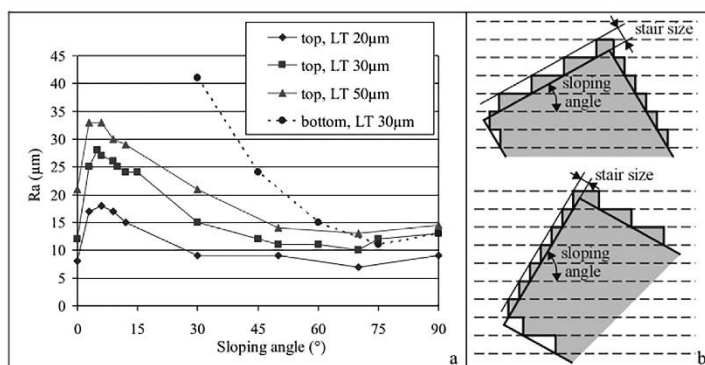 top, LT 20µm
top, LT 30µm
top, LT 50µm
bottom, LT 30µm
45
40
35
30
25
20
15
10
5
0
Ra (µm)
0 15 30 45 60 75 90
Sloping angle (°)
a
stair size
sloping
angle
stair size
sloping
angle
b